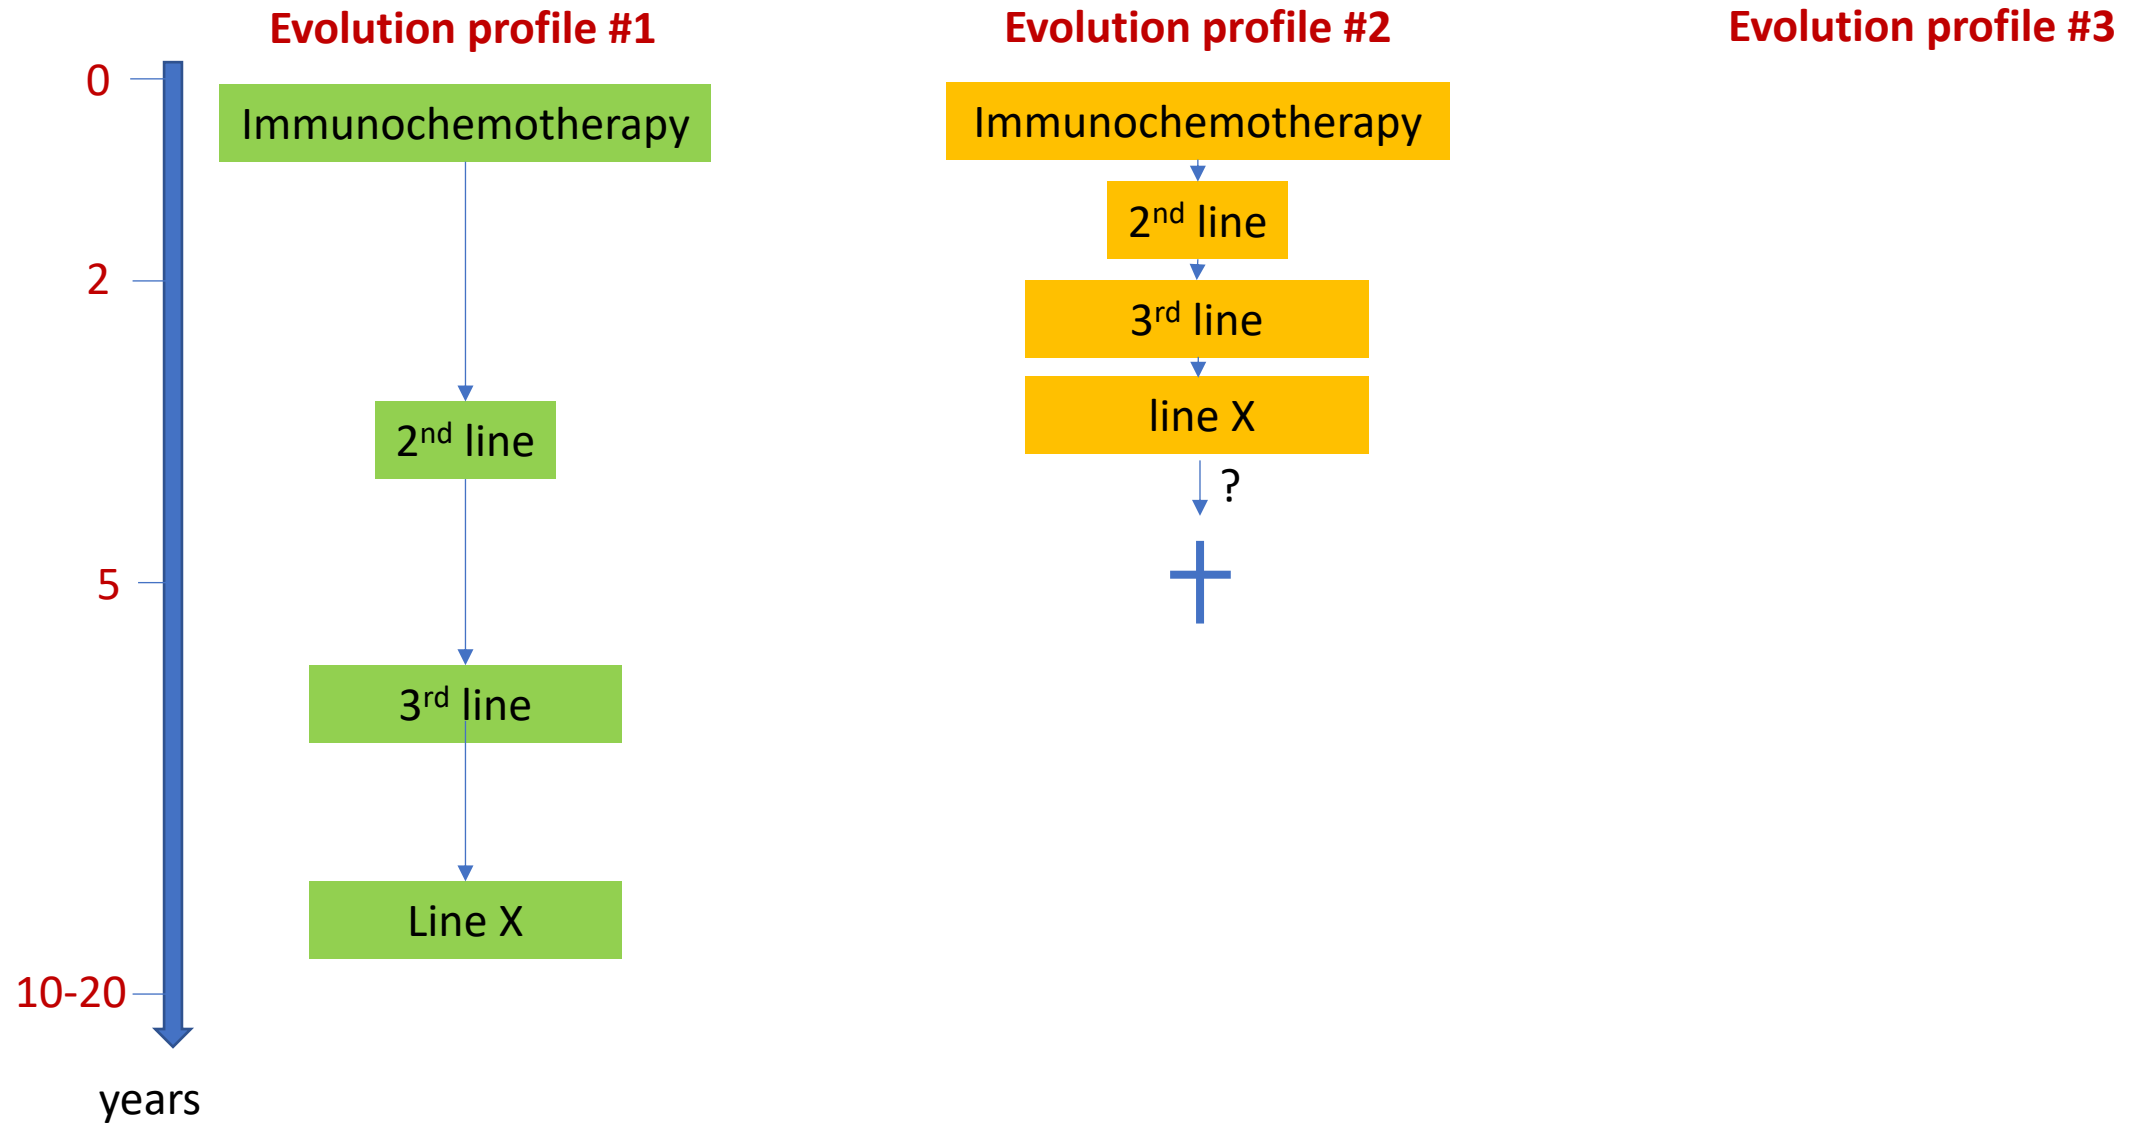 Evolution profile #1
Evolution profile #2
Evolution profile #3
0
2
5
10-20
years
Immunochemotherapy
2nd line
3rd line
Line X
Immunochemotherapy
2nd line
3rd line
line X
?